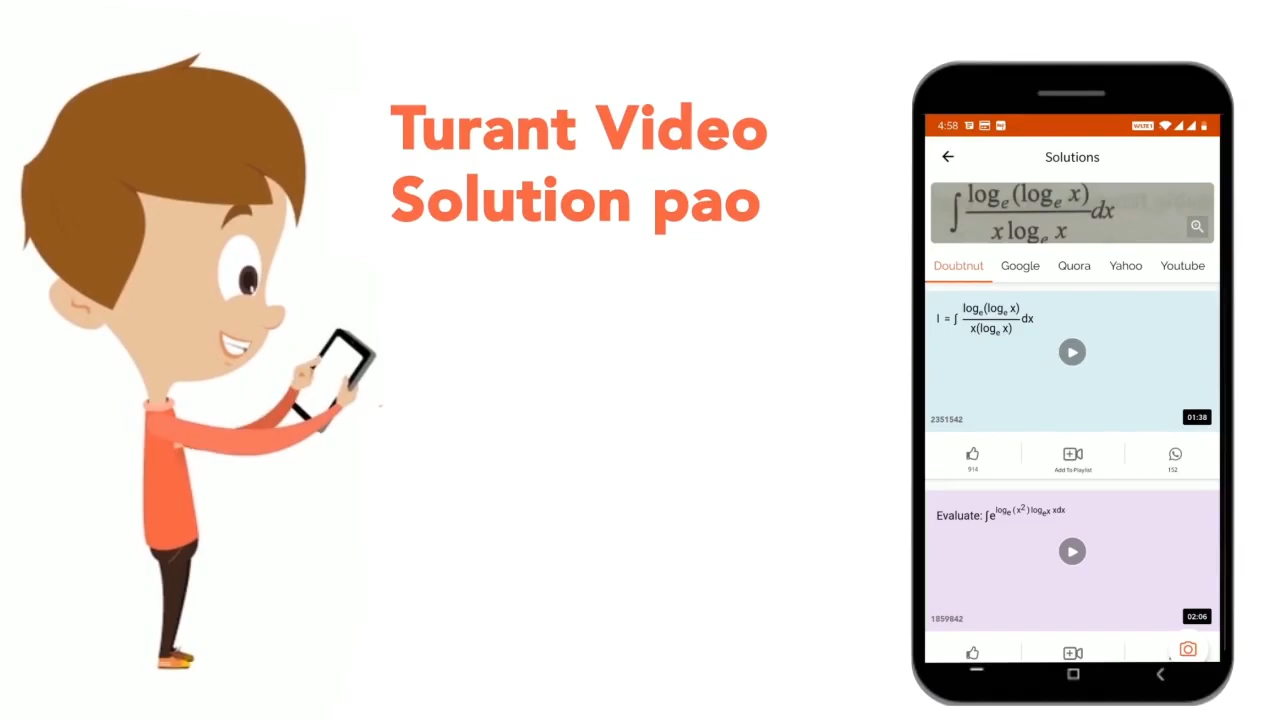 Turant Video
Solution pao
4:58
VoLTE1
Solutions
∫ logₑ(logₑ x) / x logₑ x dx
Doubtnut Google Quora Yahoo Youtube
I = ∫ logₑ(logₑ x) / x(logₑ x) dx
2351542 01:38
914 Add To Playlist 152
Evaluate: ∫e^logₑ(x²)logₑx xdx
1859842 02:06